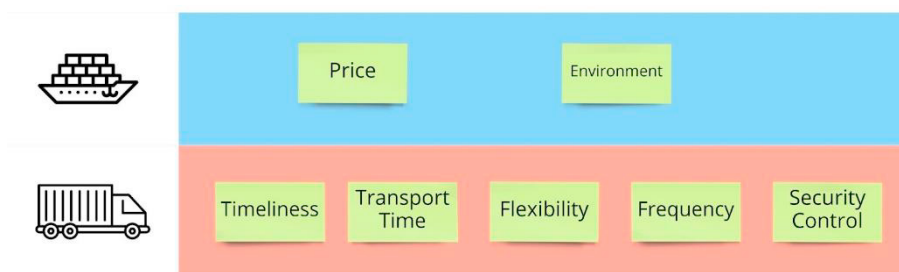 Price
Environment
Timeliness
Transport
Time
Flexibility
Frequency
Security
Control